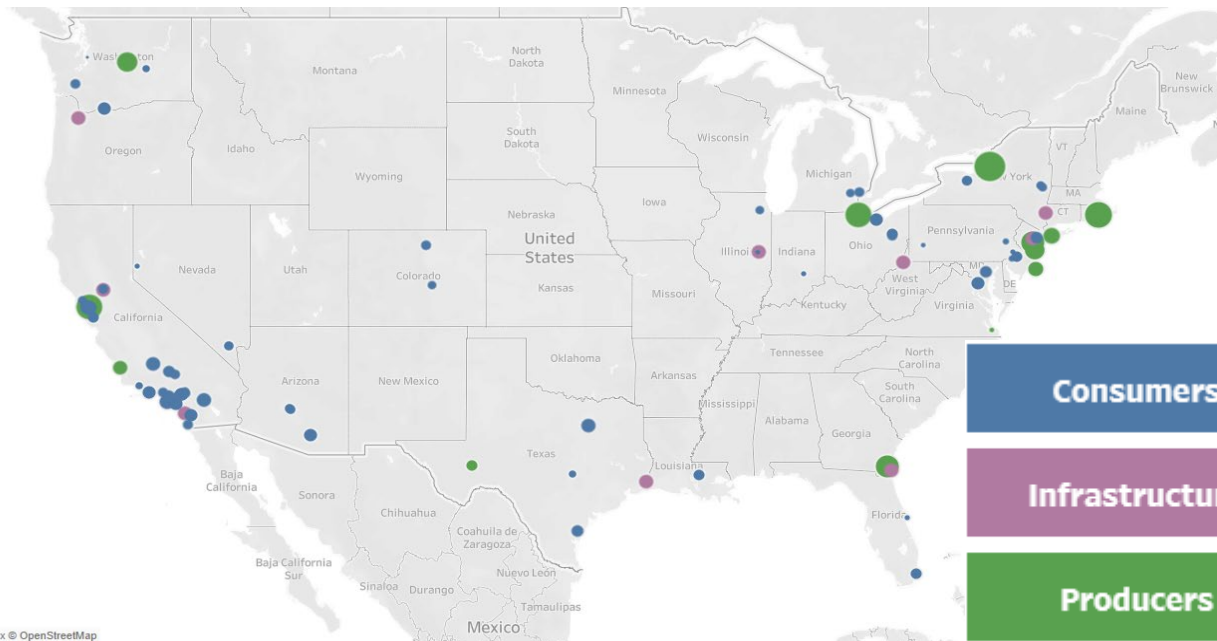 Washington
Montana
North
Dakota
Minnesota
New
Brunswick
Maine
Oregon
Idaho
South
Dakota
Wisconsin
Michigan
VT
w York
MA
CT
Wyoming
Iowa
Nebraska
United
States
Nevada
Utah
Colorado
Kansas
Illinois
Indiana
Ohio
Pennsylvania
MD
DE
West
Virginia
Virginia
Missouri
Kentucky
California
Oklahoma
Arkansas
Tennessee
North
Carolina
South
Carolina
Arizona
New Mexico
Mississippi
Alabama
Georgia
Texas
Louisiana
Florida
Baja
California
Sonora
Chihuahua
Coahuila de
Zaragoza
Baja California
Sur
Sinaloa
Durango
Nuevo León
Tamaulipas
Mexico
Consumers
Infrastructur
Producers
x © OpenStreetMap